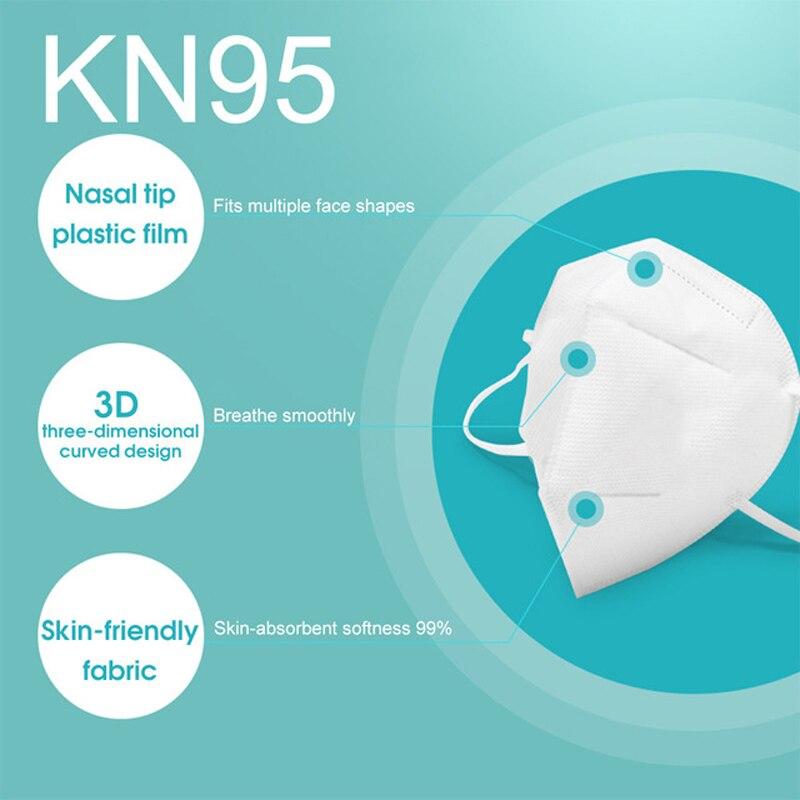 KN95
Nasal tip
plastic film
Fits multiple face shapes
3D
three-dimensional
curved design
Breathe smoothly
Skin-friendly
fabric
Skin-absorbent softness 99%